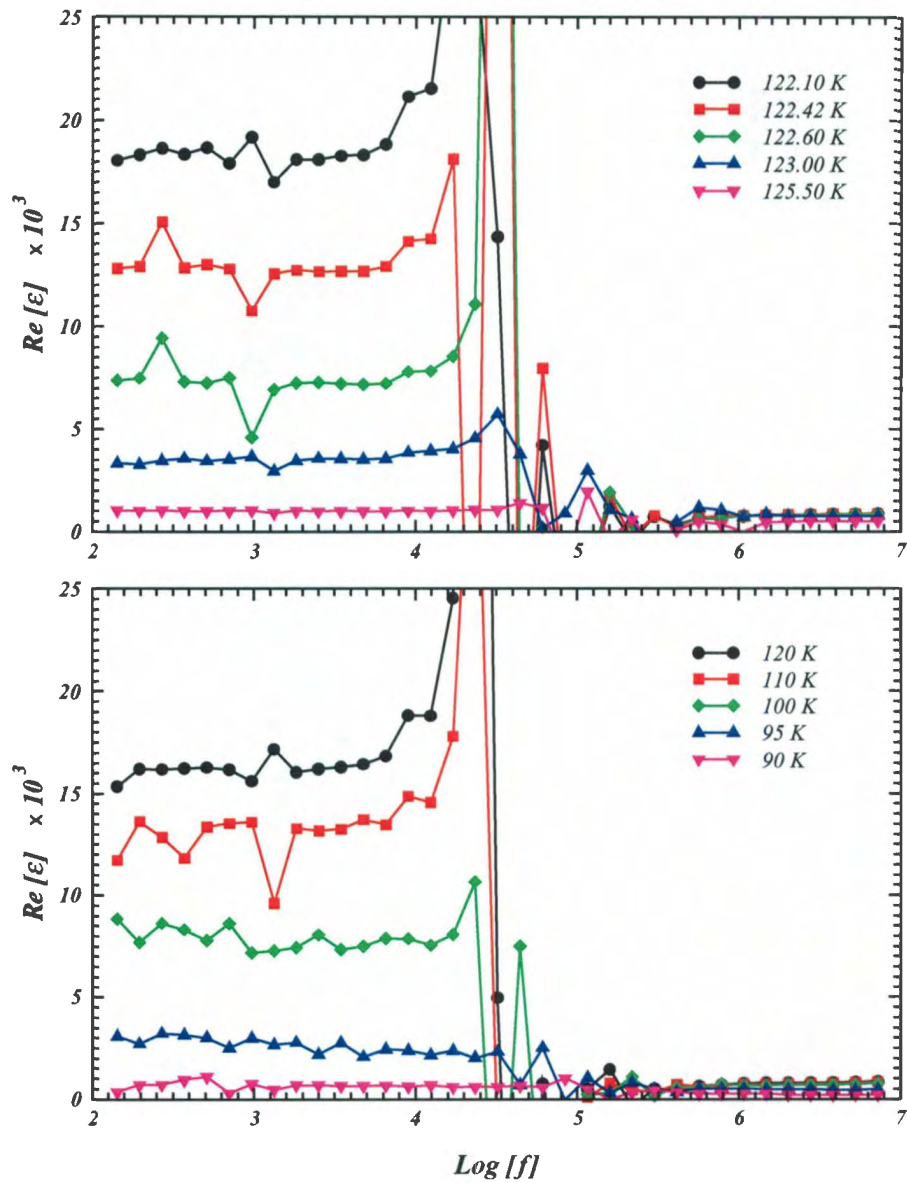 25
20
15
10
5
0
Re [ε] x 10³
122.10 K
122.42 K
122.60 K
123.00 K
125.50 K
2 3 4 5 6 7
25
20
15
10
5
0
Re [ε] x 10³
120 K
110 K
100 K
95 K
90 K
2 3 4 5 6 7
Log [f]